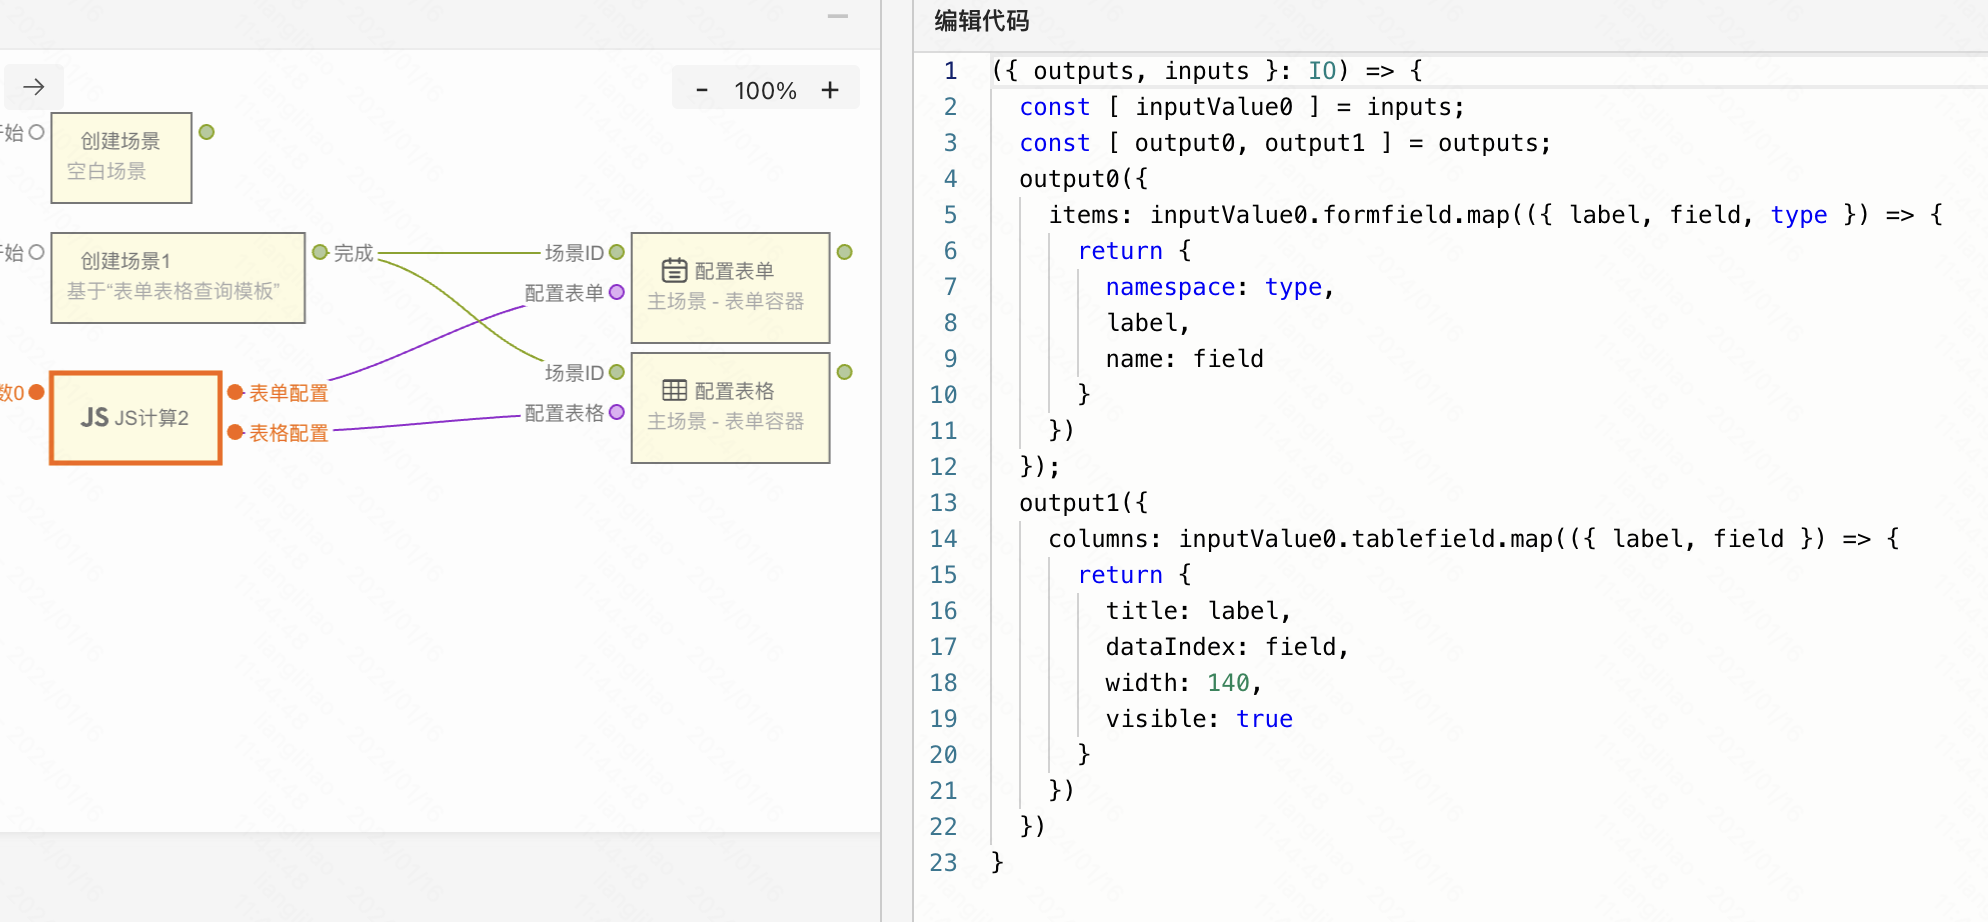 100%
始
创建场景
空白场景
始
创建场景1
基于“表单表格查询模板”
完成
场景ID
配置表单
配置表单
主场景 - 表单容器
场景ID
配置表格
配置表格
主场景 - 表单容器
数0
JS JS计算2
表单配置
表格配置
编辑代码
1 ({ outputs, inputs }: IO) => {
2 const [ inputValue0 ] = inputs;
3 const [ output0, output1 ] = outputs;
4 output0({
5 items: inputValue0.formfield.map(({ label, field, type }) => {
6 return {
7 namespace: type,
8 label,
9 name: field
10 }
11 })
12 });
13 output1({
14 columns: inputValue0.tablefield.map(({ label, field }) => {
15 return {
16 title: label,
17 dataIndex: field,
18 width: 140,
19 visible: true
20 }
21 })
22 })
23 }